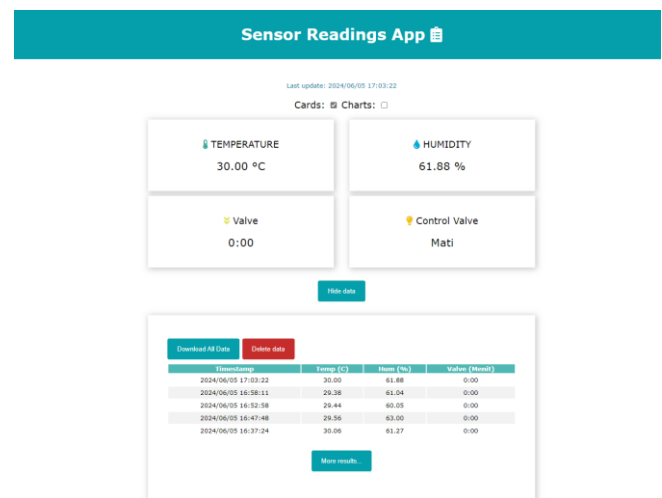 Sensor Readings App
Last update: 2024/06/05 17:03:22
Cards: Charts:
TEMPERATURE
30.00 ºC
HUMIDITY
61.88 %
Valve
0:00
Control Valve
Mati
Hide data
Download All Data Delete data
Timestamp Temp (C) Hum (%) Valve (Menit)
2024/06/05 17:03:22 30.00 61.88 0:00
2024/06/05 16:58:11 29.38 61.04 0:00
2024/06/05 16:52:58 29.44 60.05 0:00
2024/06/05 16:47:48 29.56 63.00 0:00
2024/06/05 16:37:24 30.06 61.27 0:00
More results...